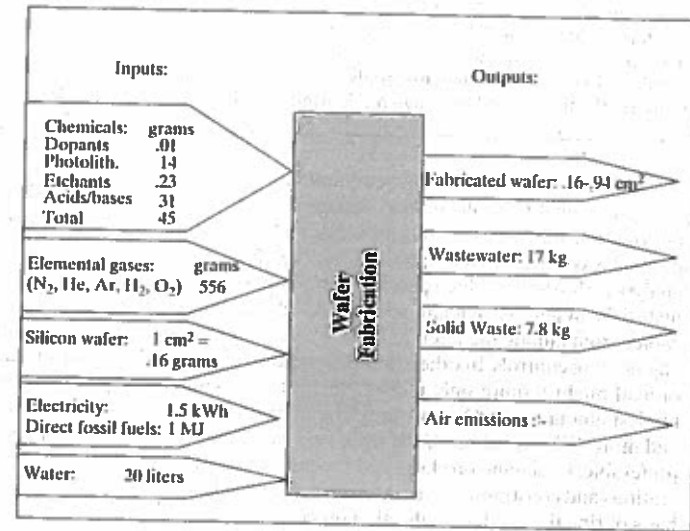 Inputs:
Outputs:
Chemicals: grams
Dopants .01
Photolith. 14
Etchants .23
Acids/bases 31
Total 45
Elemental gases: grams
(N₂, He, Ar, H₂, O₂) 556
Silicon wafer: 1 cm² =
.16 grams
Electricity: 1.5 kWh
Direct fossil fuels: 1 MJ
Water: 20 liters
Wafer
Fabrication
Fabricated wafer: .16-.94 cm²
Wastewater: 17 kg
Solid Waste: 7.8 kg
Air emissions: -